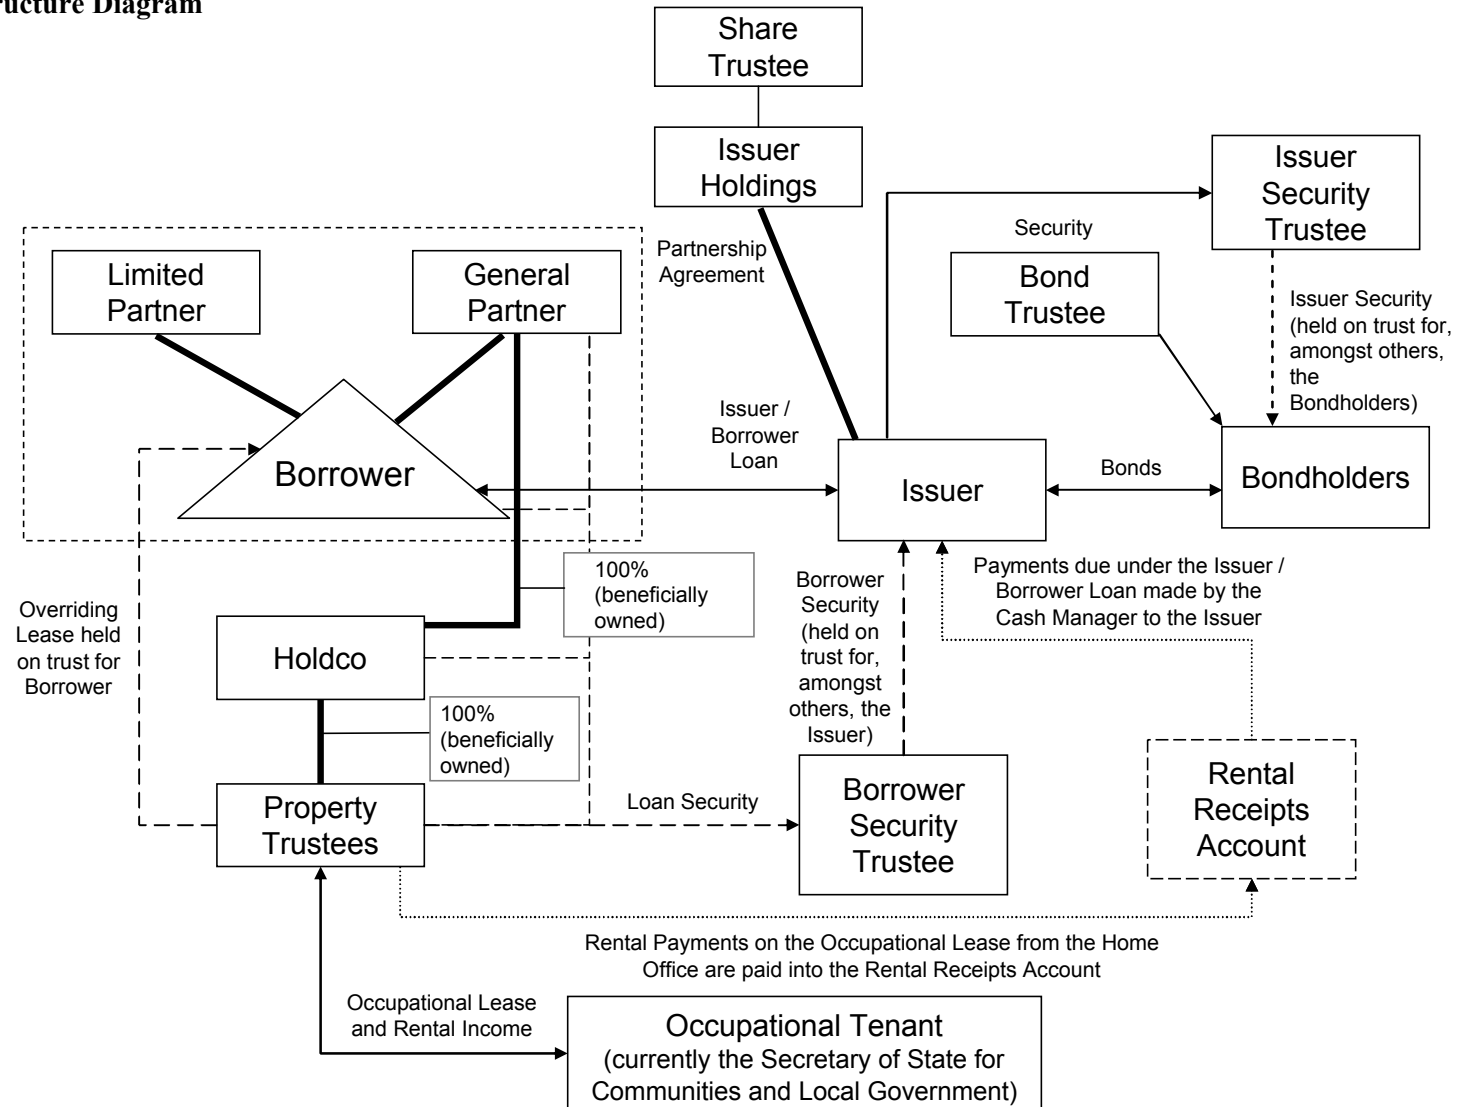 ructure Diagram
Share
Trustee
Issuer
Holdings
Issuer
Security
Trustee
Security
Partnership
Agreement
Limited
Partner
General
Partner
Bond
Trustee
Issuer Security
(held on trust for,
amongst others,
the
Bondholders)
Issuer /
Borrower
Loan
Borrower
Issuer
Bonds
Bondholders
100%
(beneficially
owned)
Borrower
Security
(held on
trust for,
amongst
others, the
Issuer)
Payments due under the Issuer /
Borrower Loan made by the
Cash Manager to the Issuer
Overriding
Lease held
on trust for
Borrower
Holdco
100%
(beneficially
owned)
Property
Trustees
Loan Security
Borrower
Security
Trustee
Rental
Receipts
Account
Rental Payments on the Occupational Lease from the Home
Office are paid into the Rental Receipts Account
Occupational Lease
and Rental Income
Occupational Tenant
(currently the Secretary of State for
Communities and Local Government)